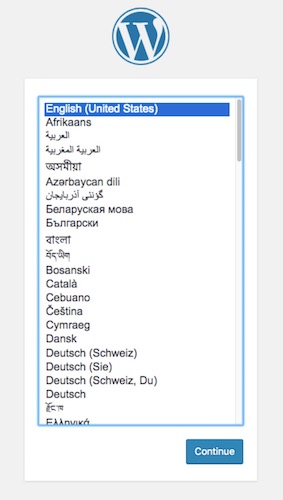 English (United States)
Afrikaans
العربية
العربية المغربية
অসমীয়া
Azərbaycan dili
گؤنئی آذربایجان
Беларуская мова
Български
বাংলা
བོད་ཡིག
Bosanski
Català
Cebuano
Čeština
Cymraeg
Dansk
Deutsch (Schweiz)
Deutsch (Sie)
Deutsch (Schweiz, Du)
Deutsch
རྫོང་ཁ
Ελληνικά
Continue